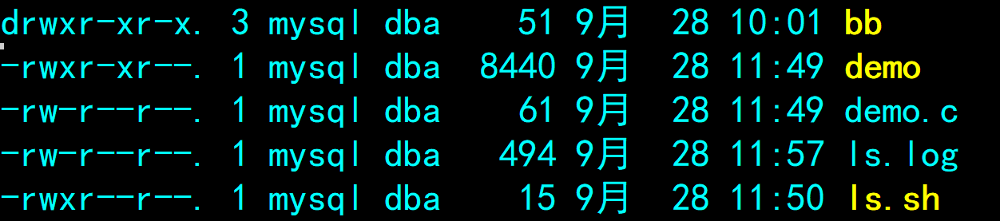 drwxr-xr-x. 3 mysql dba 51 9月 28 10:01 bb
-rwxr-xr--. 1 mysql dba 8440 9月 28 11:49 demo
-rw-r--r--. 1 mysql dba 61 9月 28 11:49 demo.c
-rw-r--r--. 1 mysql dba 494 9月 28 11:57 ls.log
-rwxr--r--. 1 mysql dba 15 9月 28 11:50 ls.sh